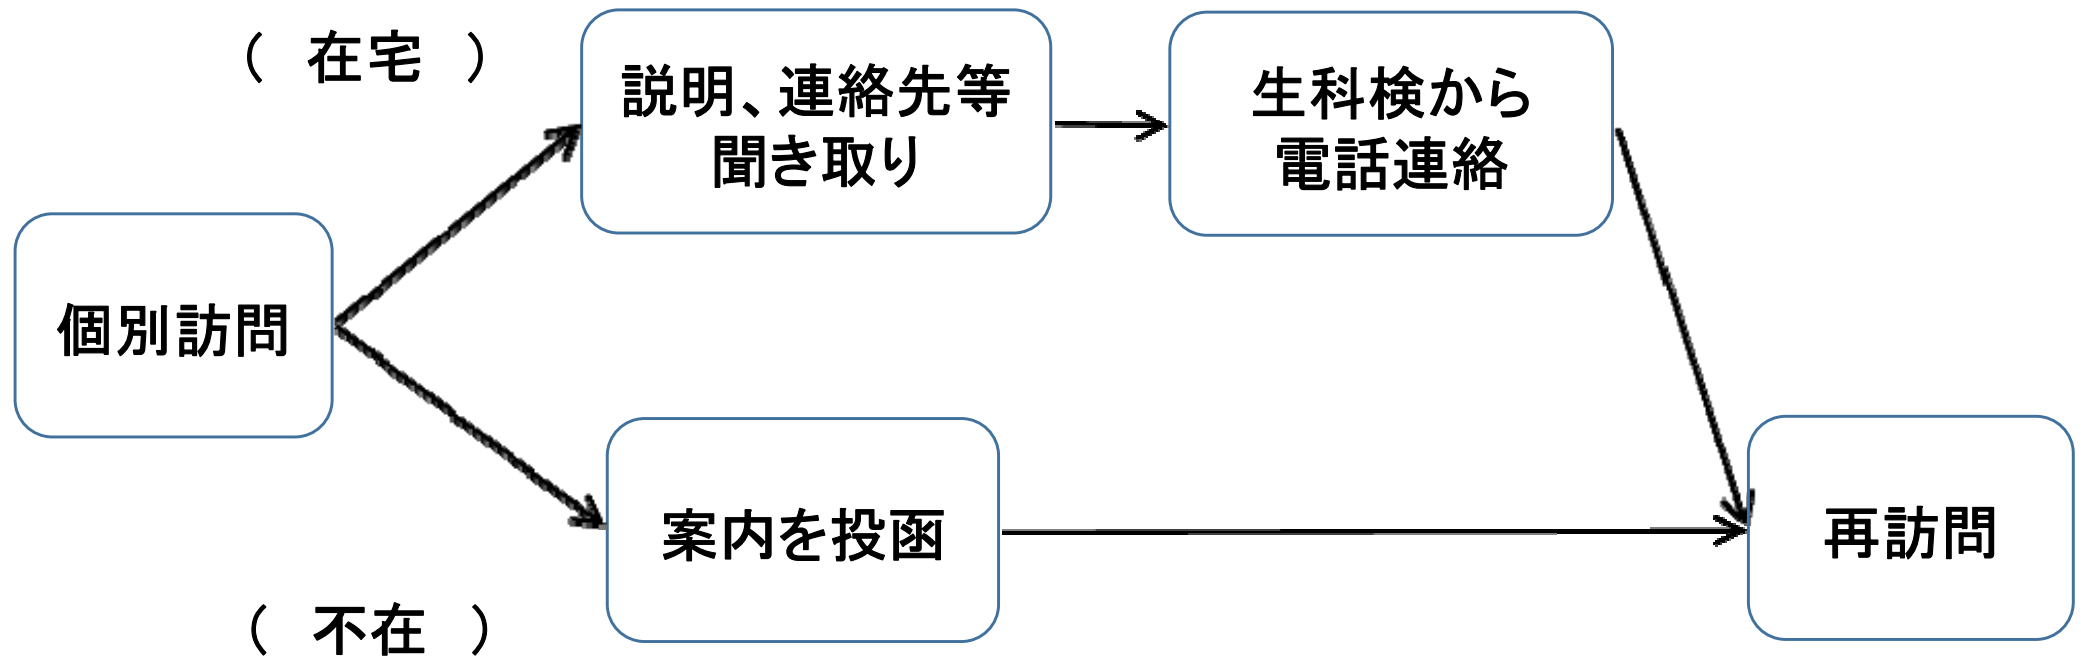 （　在宅　）
説明、連絡先等
聞き取り
生科検から
電話連絡
個別訪問
案内を投函
再訪問
（　不在　）